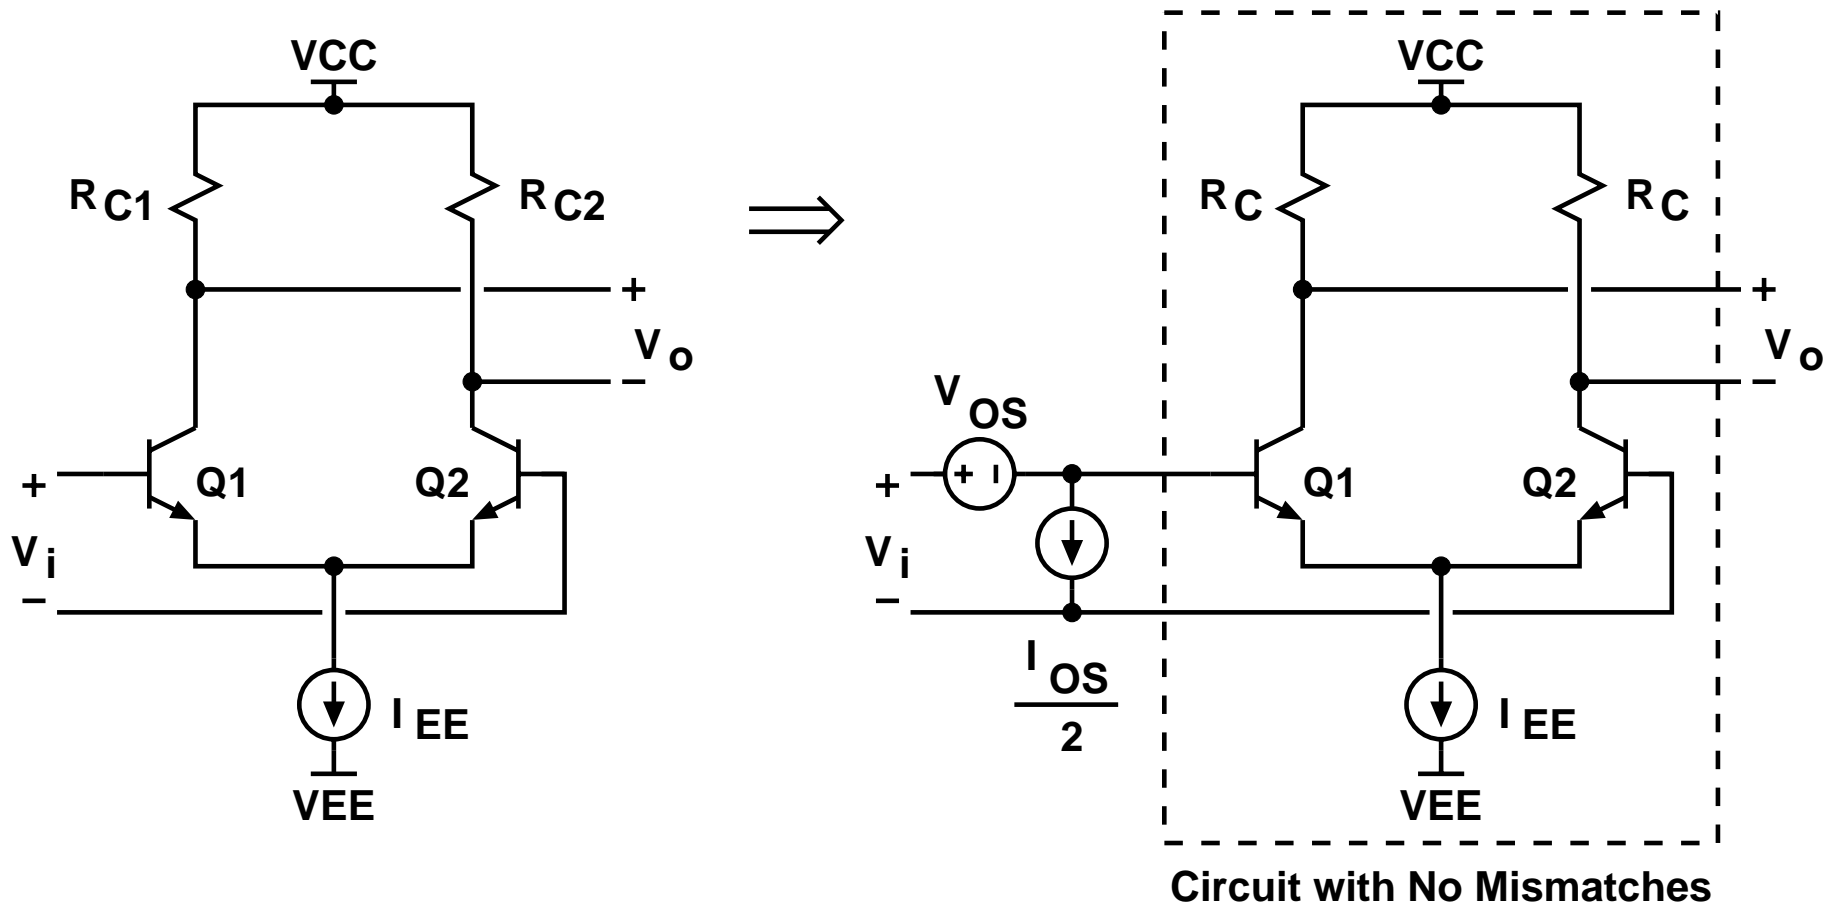 VCC
RC1
RC2
+
Vo
−
Q1
Q2
+
Vi
−
IEE
VEE
VCC
RC
RC
+
Vo
−
VOS
+ −
Q1
Q2
+
Vi
−
IOS
2
IEE
VEE
Circuit with No Mismatches